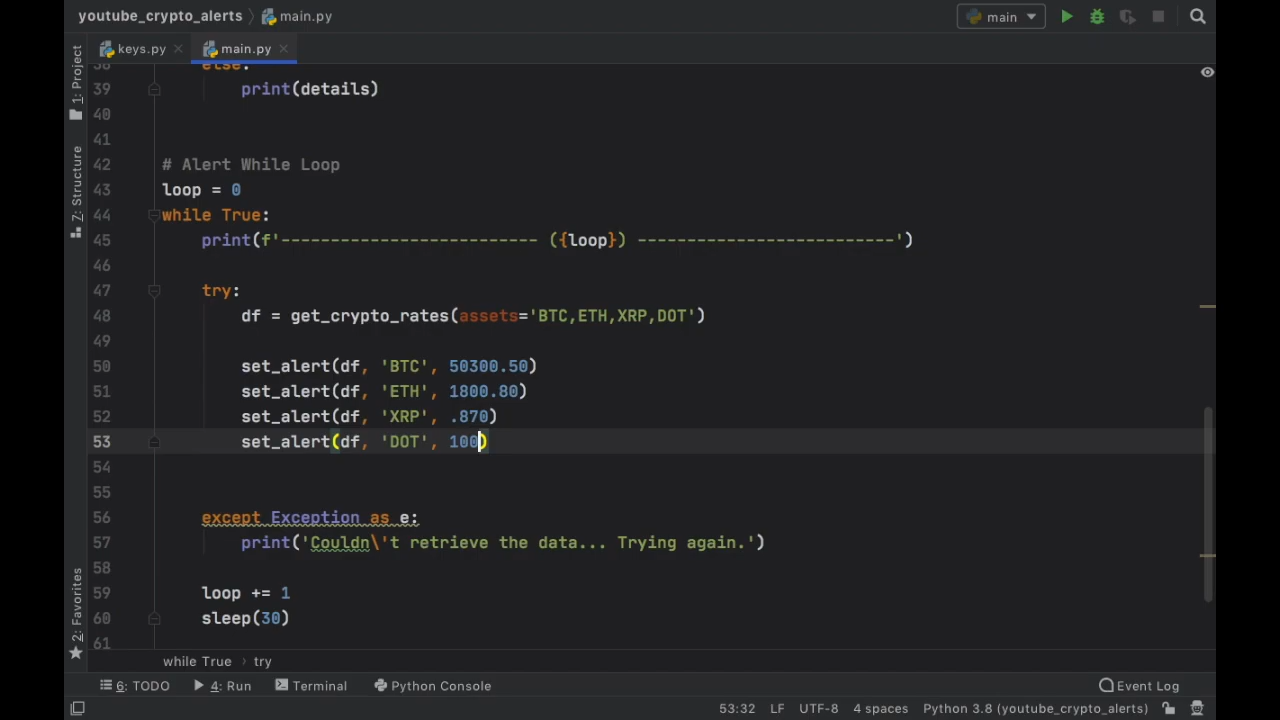 youtube_crypto_alerts main.py
main
keys.py main.py
1: Project
7: Structure
2: Favorites
38 else:
39 print(details)
40
41
42 # Alert While Loop
43 loop = 0
44 while True:
45 print(f'-------------------------- ({loop}) --------------------------')
46
47 try:
48 df = get_crypto_rates(assets='BTC,ETH,XRP,DOT')
49
50 set_alert(df, 'BTC', 50300.50)
51 set_alert(df, 'ETH', 1800.80)
52 set_alert(df, 'XRP', .870)
53 set_alert(df, 'DOT', 100)
54
55
56 except Exception as e:
57 print('Couldn\'t retrieve the data... Trying again.')
58
59 loop += 1
60 sleep(30)
61
while True › try
6: TODO 4: Run Terminal Python Console Event Log
53:32 LF UTF-8 4 spaces Python 3.8 (youtube_crypto_alerts)